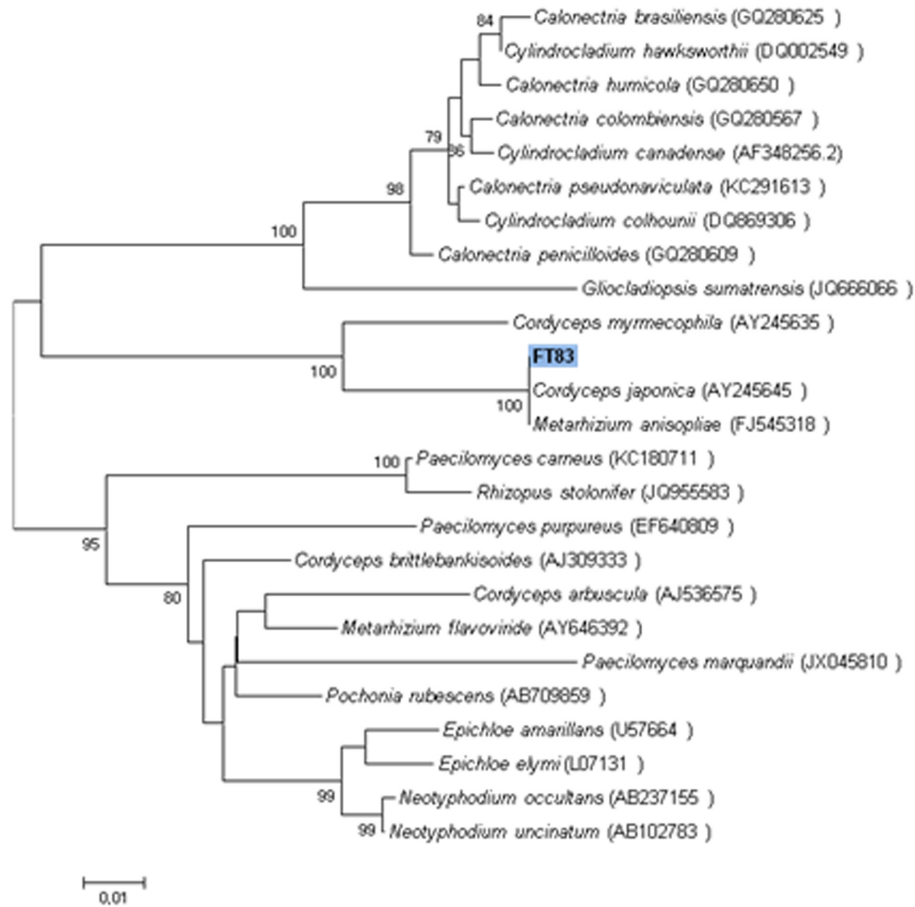 84
Calonectria brasiliensis (GQ280625 )
Cylindrocladium hawksworthii (DQ002549 )
Calonectria humicola (GQ280650 )
Calonectria colombiensis (GQ280567 )
79
86
Cylindrocladium canadense (AF348256.2)
98
Calonectria pseudonaviculata (KC291613 )
Cylindrocladium colhounii (DQ869306 )
100
Calonectria penicilloides (GQ280609 )
Gliocladiopsis sumatrensis (JQ666066 )
Cordyceps myrmecophila (AY245635 )
FT83
100
Cordyceps japonica (AY245645 )
100
Metarhizium anisopliae (FJ545318 )
100
Paecilomyces carneus (KC180711 )
Rhizopus stolonifer (JQ955583 )
Paecilomyces purpureus (EF640809 )
95
Cordyceps brittlebankisoides (AJ309333 )
80
Cordyceps arbuscula (AJ536575 )
Metarhizium flavoviride (AY646392 )
Paecilomyces marquandii (JX045810 )
Pochonia rubescens (AB709859 )
Epichloe amarillans (U57664 )
Epichloe elymi (L07131 )
99
Neotyphodium occultans (AB237155 )
99
Neotyphodium uncinatum (AB102783 )
0,01